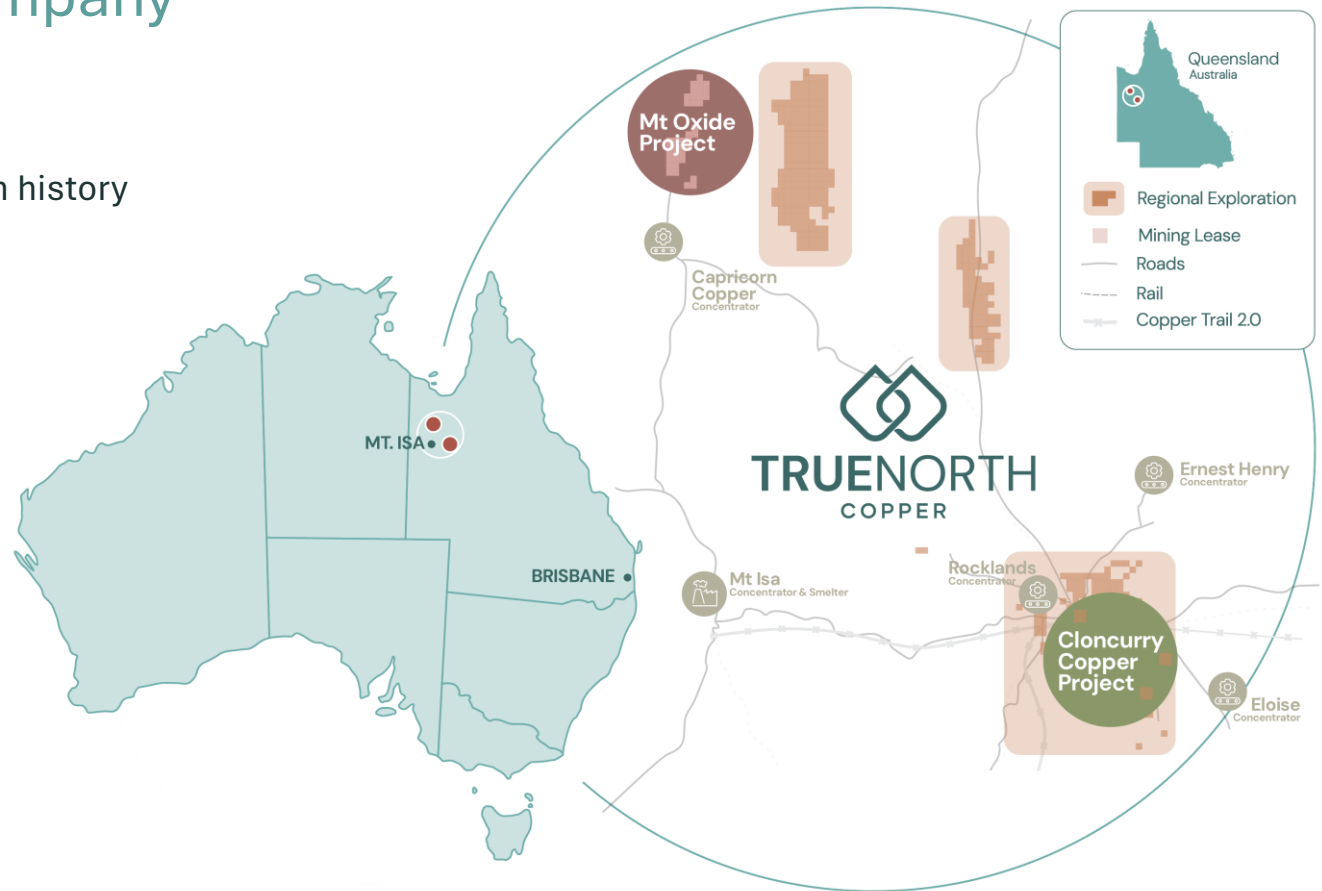 mpany
n history
Queensland
Australia
Regional Exploration
Mining Lease
Roads
Rail
Copper Trail 2.0
Mt Oxide
Project
Capricorn
Copper
Concentrator
MT. ISA
BRISBANE
TRUENORTH
COPPER
Ernest Henry
Concentrator
Mt Isa
Concentrator & Smelter
Rocklands
Concentrator
Cloncurry
Copper
Project
Eloise
Concentrator